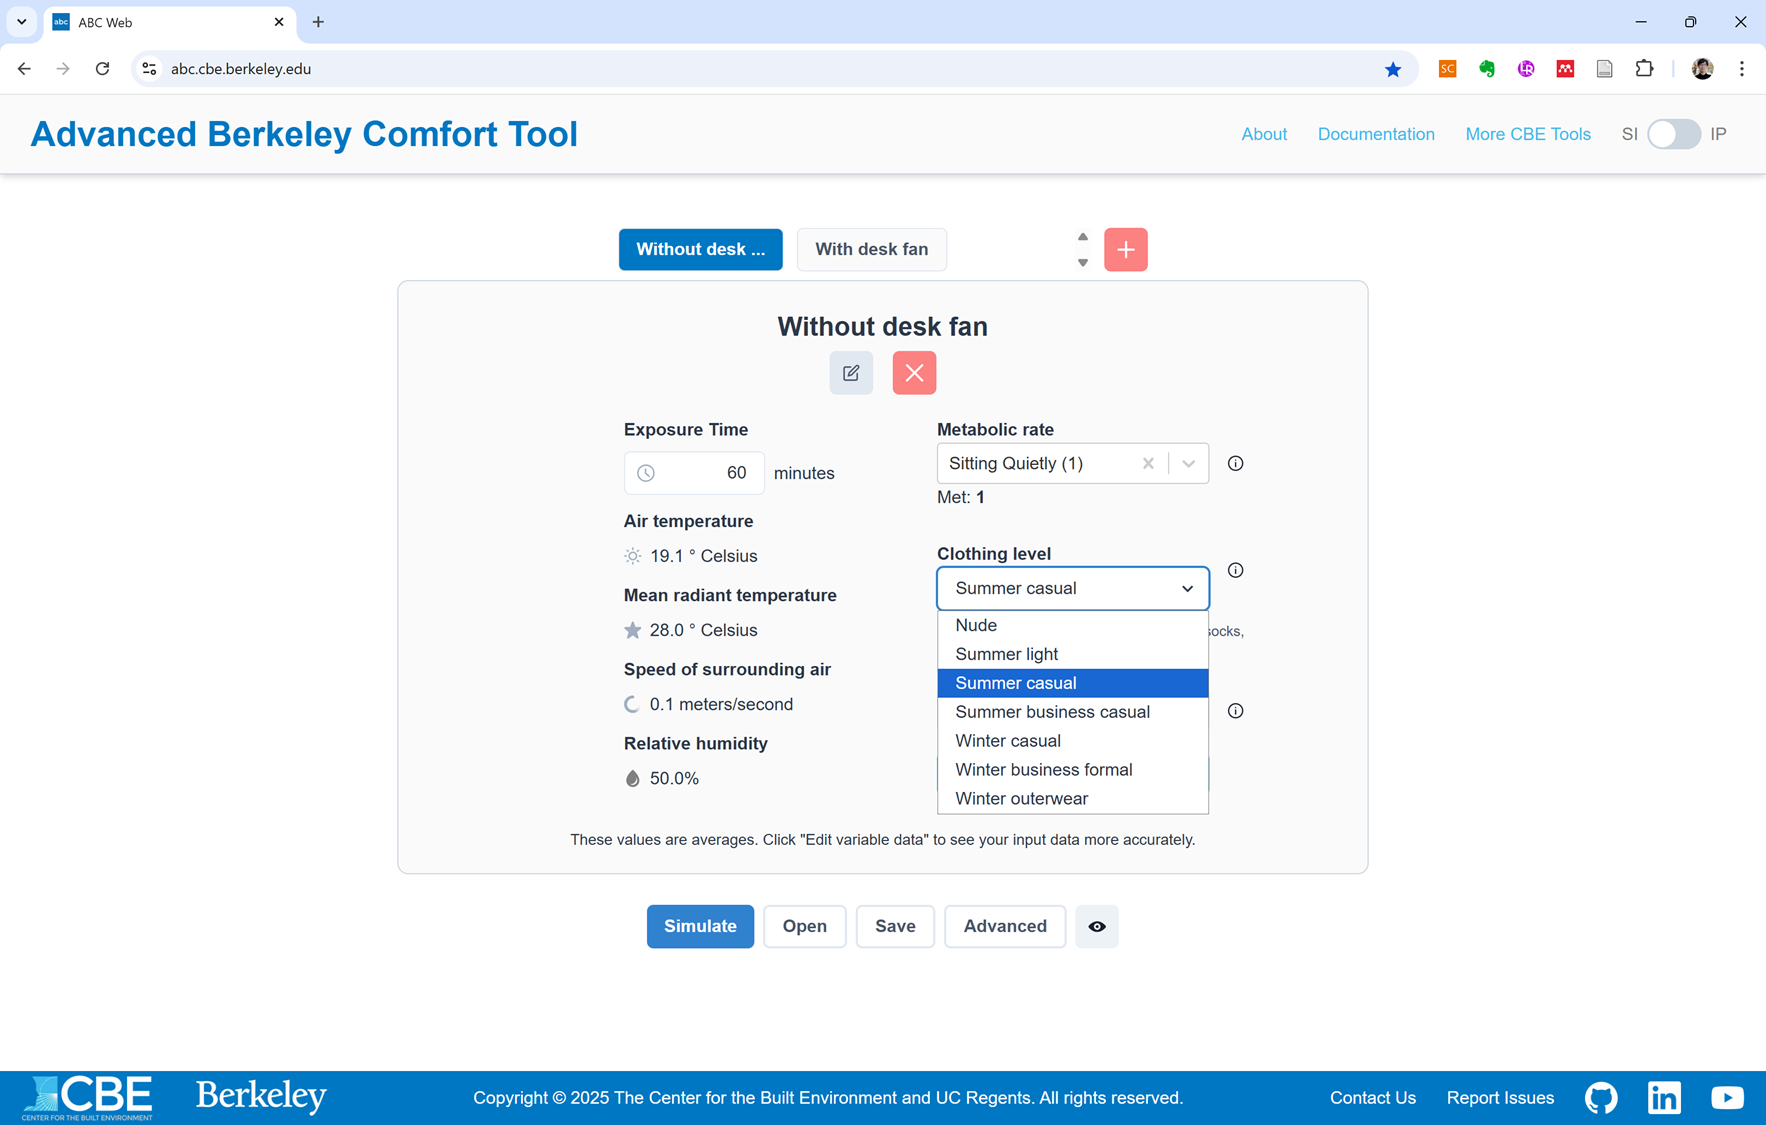 abc
ABC Web
abc.cbe.berkeley.edu
SC
Advanced Berkeley Comfort Tool
About
Documentation
More CBE Tools
SI
IP
Without desk ...
With desk fan
Without desk fan
Exposure Time
60
minutes
Air temperature
19.1 ° Celsius
Mean radiant temperature
28.0 ° Celsius
Speed of surrounding air
0.1 meters/second
Relative humidity
50.0%
Metabolic rate
Sitting Quietly (1)
Met: 1
Clothing level
Summer casual
Nude
socks,
Summer light
Summer casual
Summer business casual
Winter casual
Winter business formal
Winter outerwear
These values are averages. Click "Edit variable data" to see your input data more accurately.
Simulate
Open
Save
Advanced
CBE
CENTER FOR THE BUILT ENVIRONMENT
Berkeley
Copyright © 2025 The Center for the Built Environment and UC Regents. All rights reserved.
Contact Us
Report Issues
in